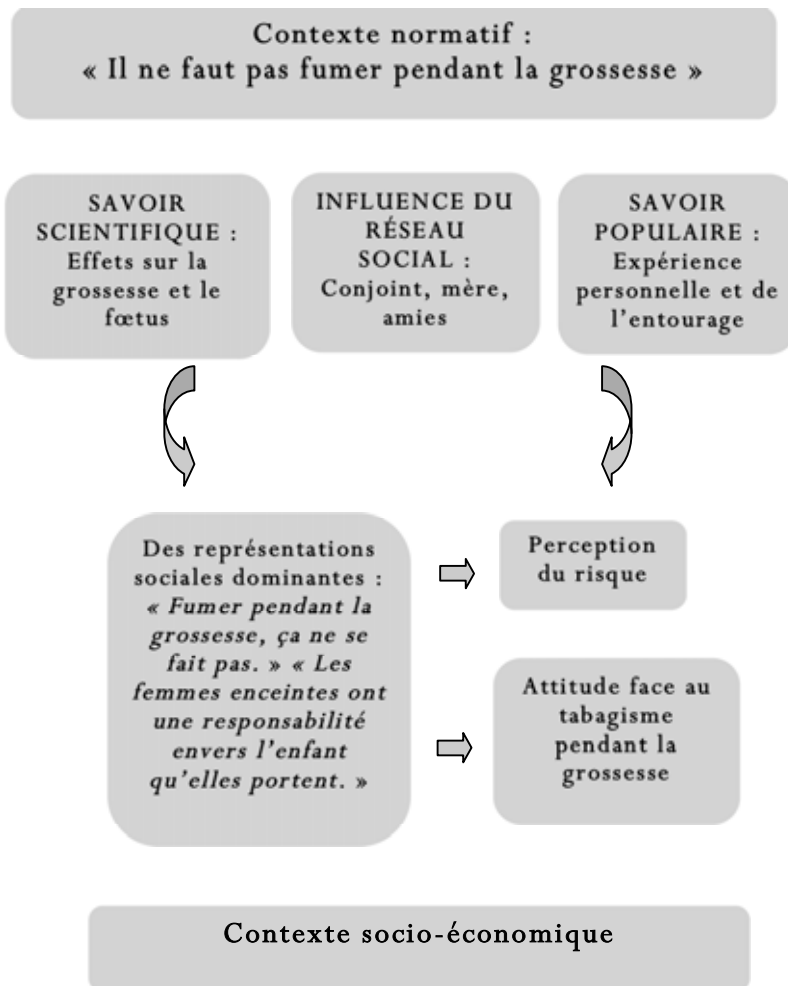 Contexte normatif :
« Il ne faut pas fumer pendant la grossesse »
SAVOIR
SCIENTIFIQUE :
Effets sur la
grossesse et le
fœtus
INFLUENCE DU
RÉSEAU
SOCIAL :
Conjoint, mère,
amies
SAVOIR
POPULAIRE :
Expérience
personnelle et de
l'entourage
Des représentations
sociales dominantes :
« Fumer pendant la
grossesse, ça ne se
fait pas. » « Les
femmes enceintes ont
une responsabilité
envers l'enfant
qu'elles portent. »
Perception
du risque
Attitude face au
tabagisme
pendant la
grossesse
Contexte socio-économique